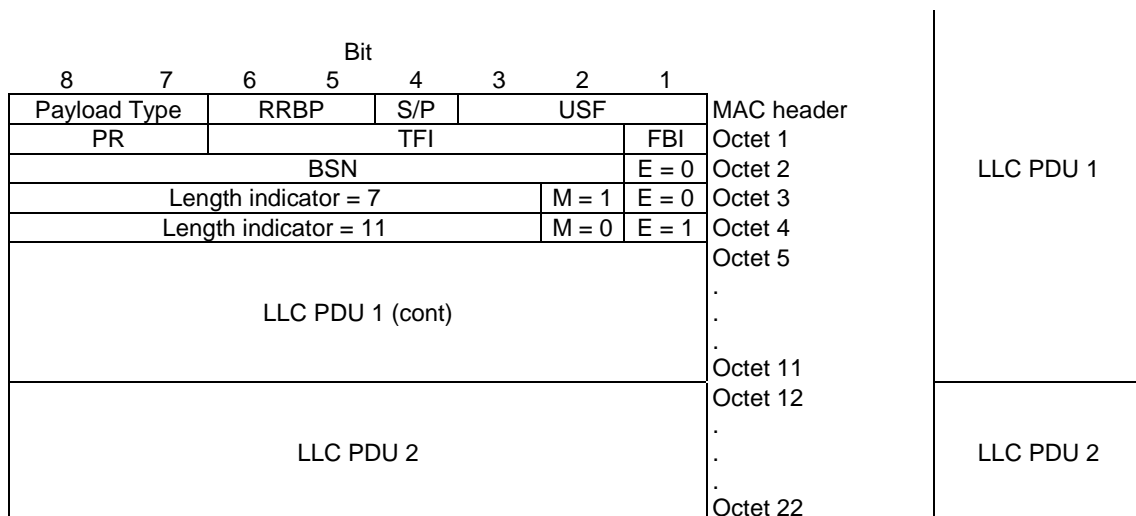 Bit
8 7 6 5 4 3 2 1
Payload Type RRBP S/P USF MAC header
PR TFI FBI Octet 1
BSN E = 0 Octet 2 LLC PDU 1
Length indicator = 7 M = 1 E = 0 Octet 3
Length indicator = 11 M = 0 E = 1 Octet 4
Octet 5
.
LLC PDU 1 (cont) .
.
Octet 11
Octet 12
.
LLC PDU 2 . LLC PDU 2
.
Octet 22